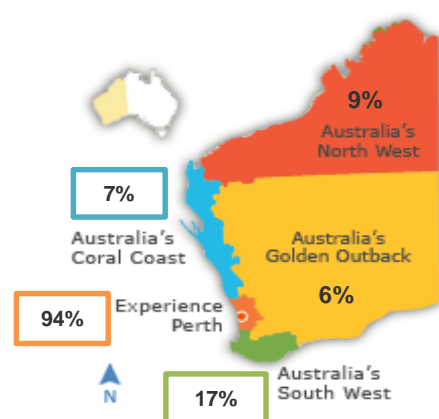 9%
Australia's
North West
7%
Australia's
Coral Coast
Australia's
Golden Outback
6%
Experience
Perth
94%
N
Australia's
South West
17%